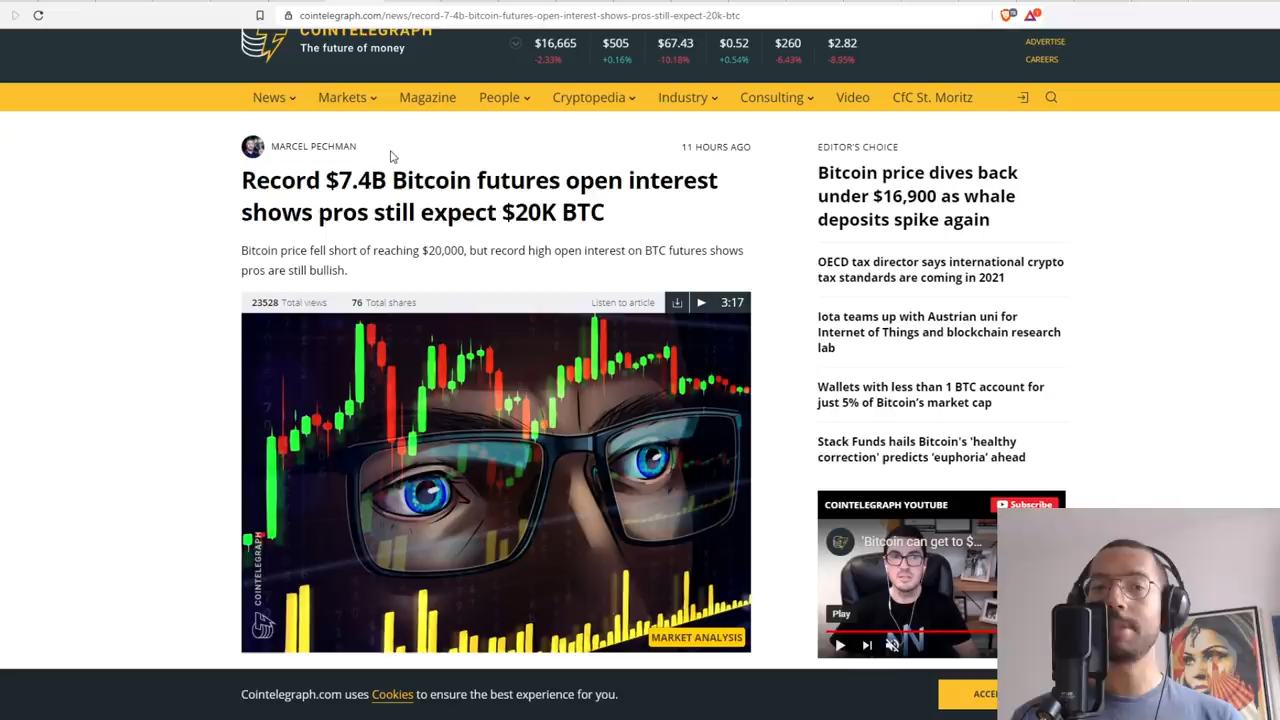 cointelegraph.com/news/record-7-4b-bitcoin-futures-open-interest-shows-pros-still-expect-20k-btc
COINTELEGRAPH
The future of money
$16,665 $505 $67.43 $0.52 $260 $2.82
-2.33% +0.16% -10.18% +0.54% -6.43% -8.95%
ADVERTISE
CAREERS
News Markets Magazine People Cryptopedia Industry Consulting Video CfC St. Moritz
MARCEL PECHMAN
11 HOURS AGO
Record $7.4B Bitcoin futures open interest
shows pros still expect $20K BTC
Bitcoin price fell short of reaching $20,000, but record high open interest on BTC futures shows
pros are still bullish.
23528 Total views 76 Total shares Listen to article 3:17
COINTELEGRAPH
MARKET ANALYSIS
EDITOR'S CHOICE
Bitcoin price dives back
under $16,900 as whale
deposits spike again
OECD tax director says international crypto
tax standards are coming in 2021
Iota teams up with Austrian uni for
Internet of Things and blockchain research
lab
Wallets with less than 1 BTC account for
just 5% of Bitcoin's market cap
Stack Funds hails Bitcoin's 'healthy
correction' predicts 'euphoria' ahead
COINTELEGRAPH YOUTUBE Subscribe
'Bitcoin can get to $...
Play
Cointelegraph.com uses Cookies to ensure the best experience for you.
ACCE